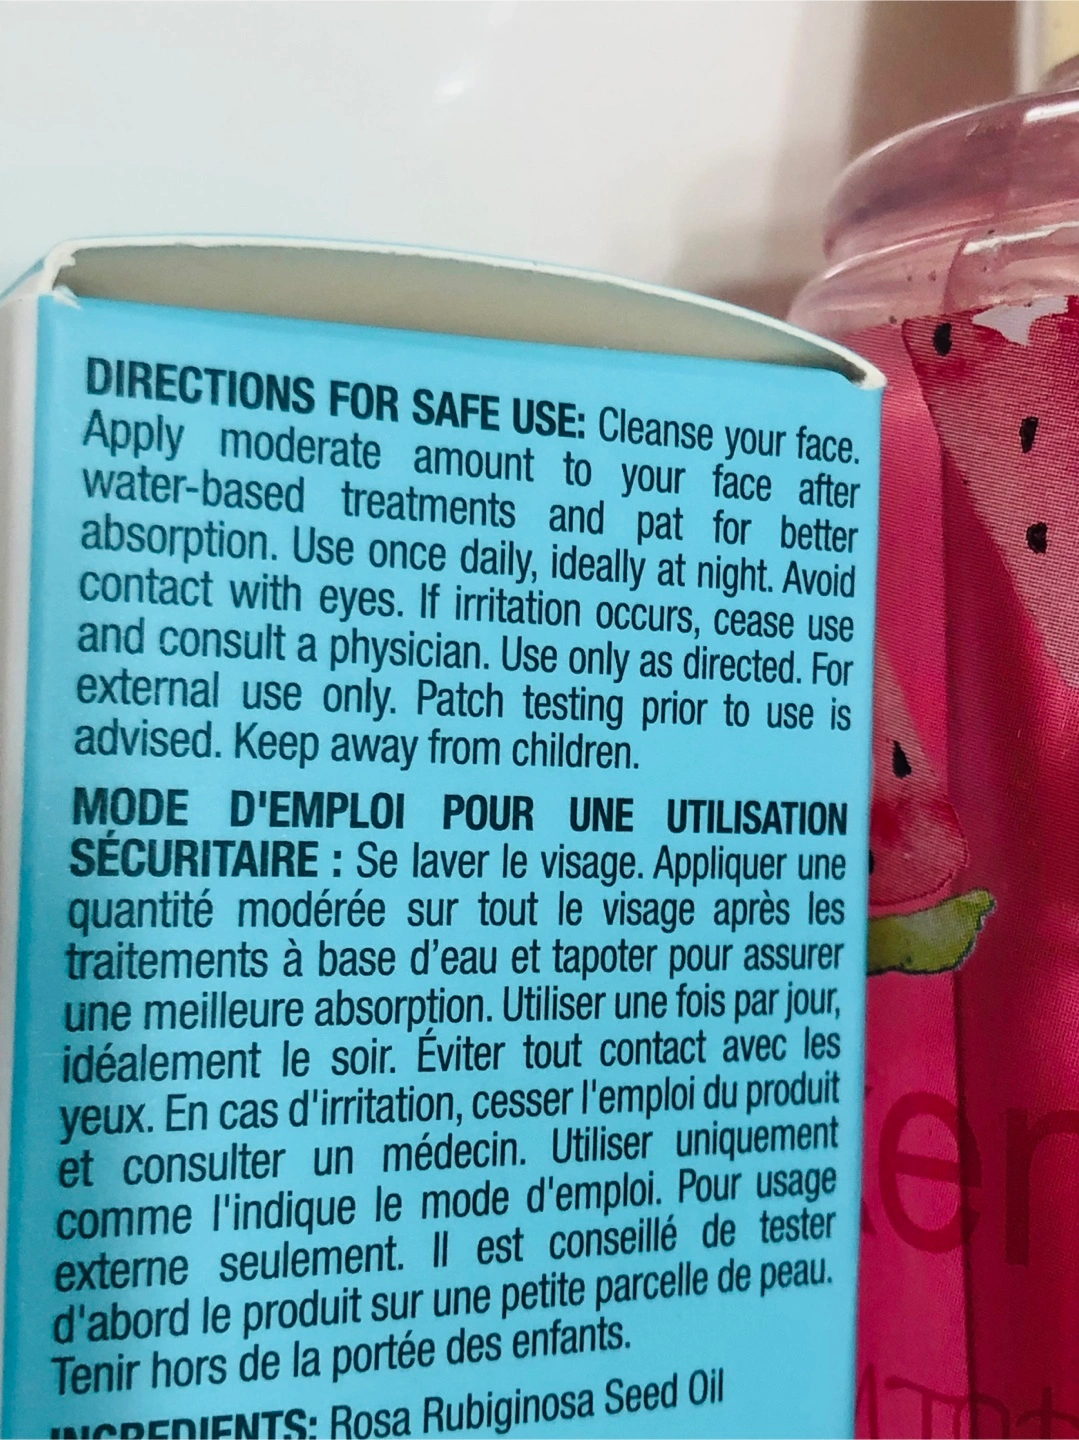 DIRECTIONS FOR SAFE USE: Cleanse your face.
Apply moderate amount to your face after
water-based treatments and pat for better
absorption. Use once daily, ideally at night. Avoid
contact with eyes. If irritation occurs, cease use
and consult a physician. Use only as directed. For
external use only. Patch testing prior to use is
advised. Keep away from children.
MODE D'EMPLOI POUR UNE UTILISATION
SÉCURITAIRE : Se laver le visage. Appliquer une
quantité modérée sur tout le visage après les
traitements à base d’eau et tapoter pour assurer
une meilleure absorption. Utiliser une fois par jour,
idéalement le soir. Éviter tout contact avec les
yeux. En cas d'irritation, cesser l'emploi du produit
et consulter un médecin. Utiliser uniquement
comme l'indique le mode d'emploi. Pour usage
externe seulement. Il est conseillé de tester
d'abord le produit sur une petite parcelle de peau.
Tenir hors de la portée des enfants.
INGREDIENTS: Rosa Rubiginosa Seed Oil